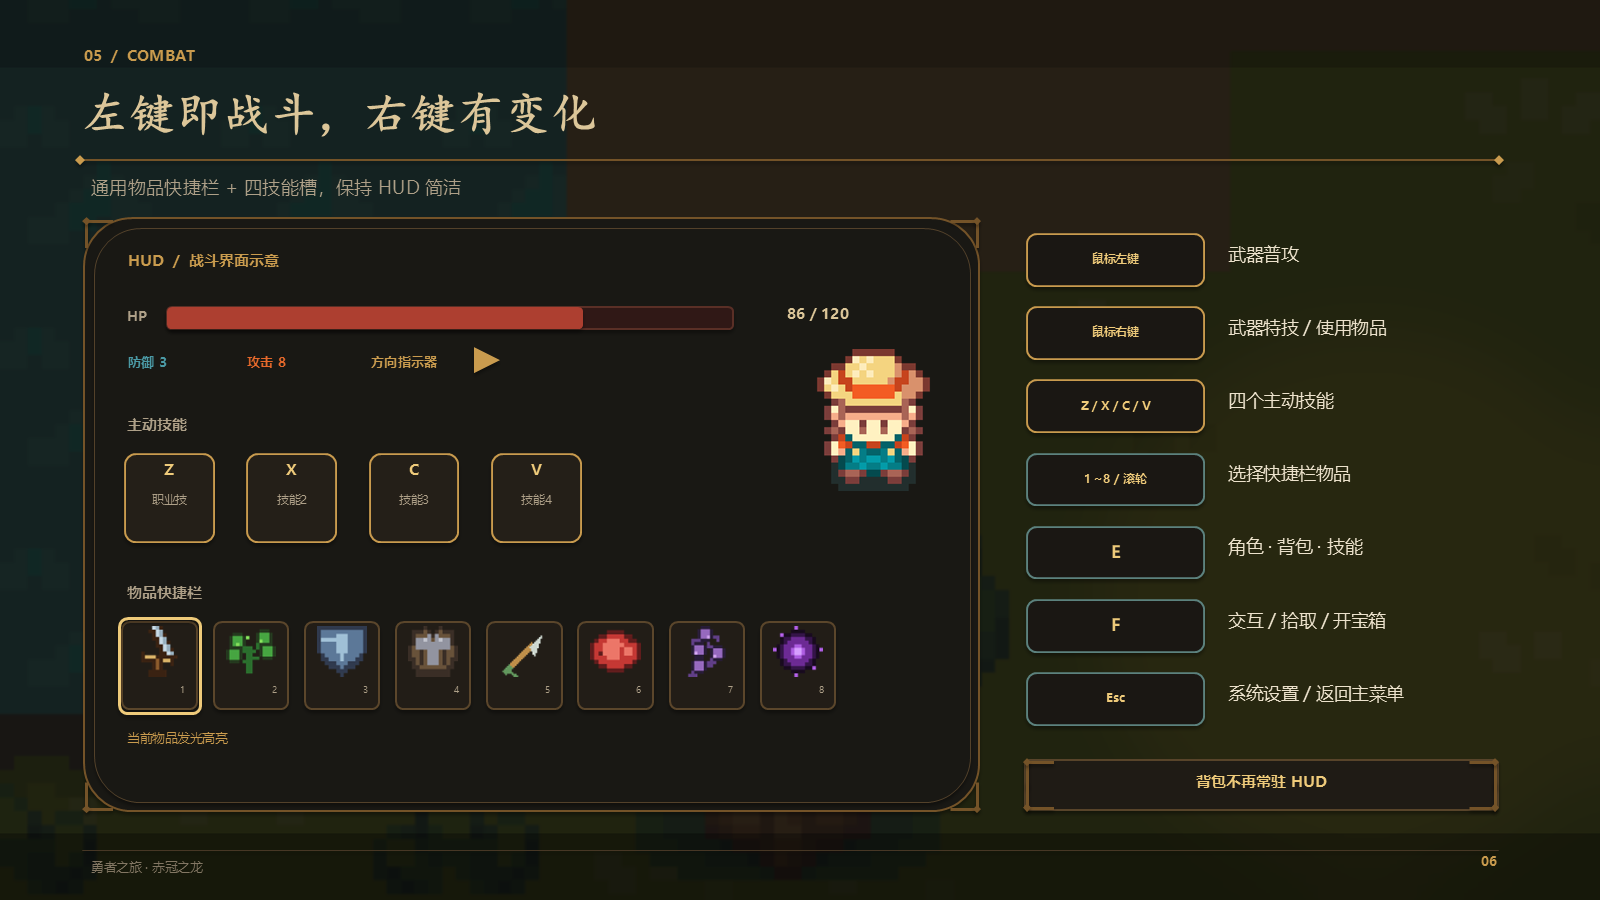 05 / COMBAT
左键即战斗，右键有变化
通用物品快捷栏 + 四技能槽，保持 HUD 简洁
HUD / 战斗界面示意
HP
86 / 120
防御 3
攻击 8
方向指示器
主动技能
Z
职业技
X
技能2
C
技能3
V
技能4
物品快捷栏
1
2
3
4
5
6
7
8
当前物品发光高亮
鼠标左键
武器普攻
鼠标右键
武器特技 / 使用物品
Z / X / C / V
四个主动技能
1 ~8 / 滚轮
选择快捷栏物品
E
角色 · 背包 · 技能
F
交互 / 拾取 / 开宝箱
Esc
系统设置 / 返回主菜单
背包不再常驻 HUD
勇者之旅 · 赤冠之龙
06